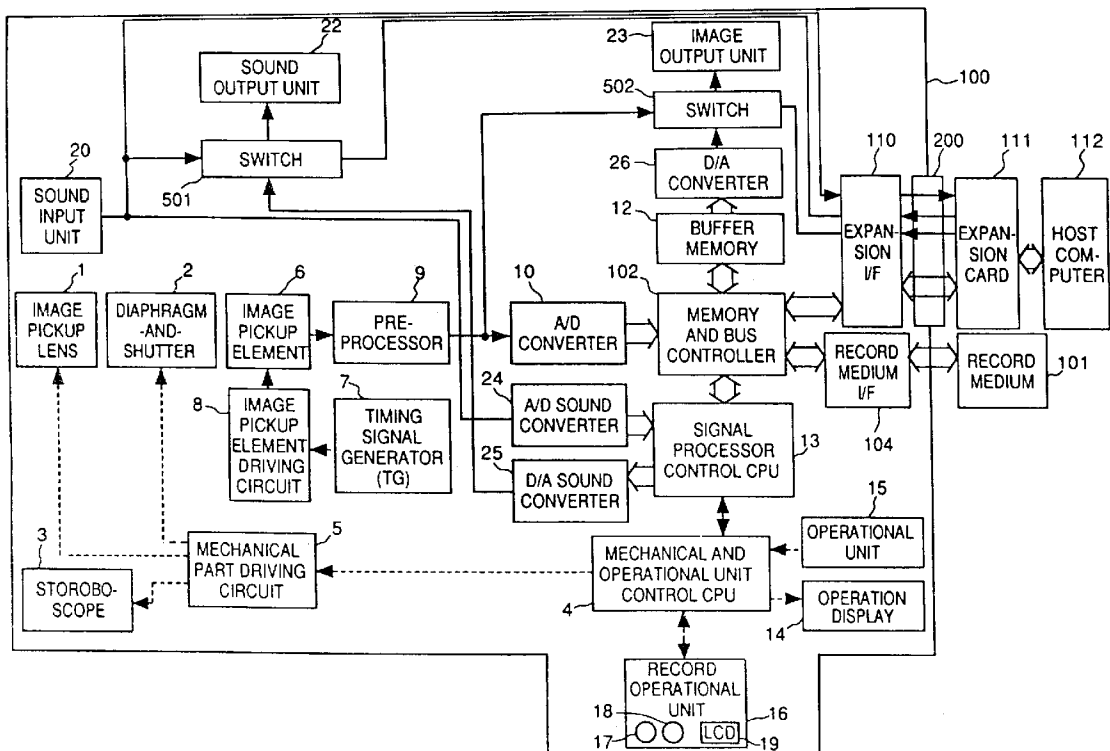 22
SOUND
OUTPUT UNIT
23
IMAGE
OUTPUT UNIT
100
502
20
SWITCH
501
SWITCH
110
200
111
112
SOUND
INPUT
UNIT
26
D/A
CONVERTER
12
BUFFER
MEMORY
EXPAN-
SION I/F
EXPAN-
SION CARD
HOST
COM-
PUTER
1
IMAGE
PICKUP
LENS
2
DIAPHRAGM
-AND-
SHUTTER
6
IMAGE
PICKUP
ELEMENT
9
PRE-
PROCESSOR
10
A/D
CONVERTER
102
MEMORY
AND BUS
CONTROLLER
RECORD
MEDIUM
I/F
104
RECORD
MEDIUM
101
8
IMAGE
PICKUP
ELEMENT
DRIVING
CIRCUIT
7
TIMING
SIGNAL
GENERATOR
(TG)
24
A/D SOUND
CONVERTER
25
D/A SOUND
CONVERTER
SIGNAL
PROCESSOR
CONTROL CPU
13
15
OPERATIONAL
UNIT
3
STOROBO-
SCOPE
5
MECHANICAL
PART DRIVING
CIRCUIT
MECHANICAL AND
OPERATIONAL UNIT
CONTROL CPU
4
OPERATION
DISPLAY
14
RECORD
OPERATIONAL
UNIT
16
18
17
LCD
19